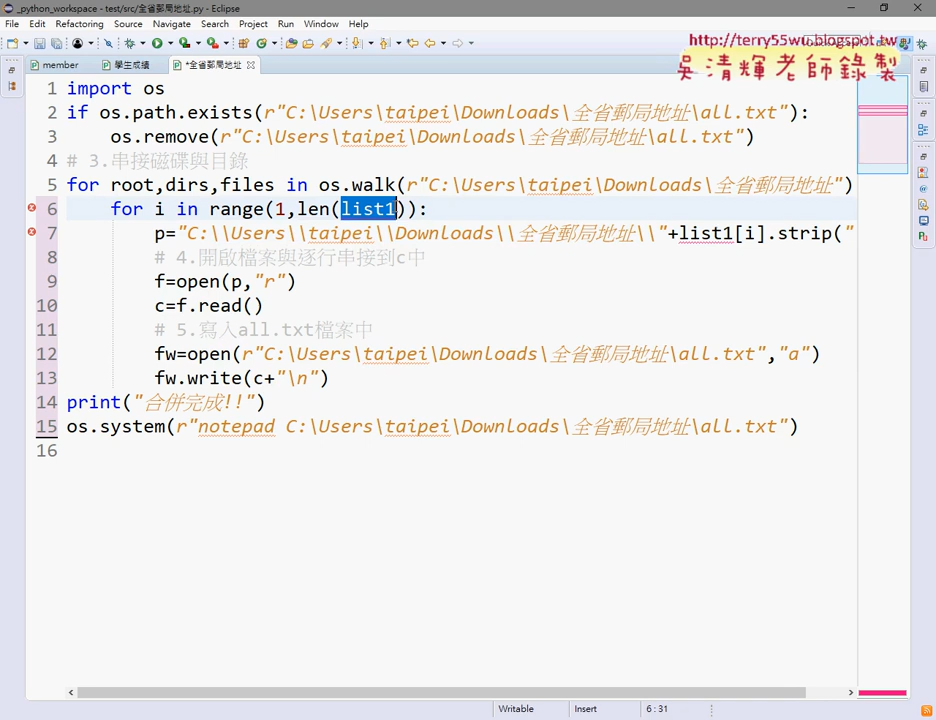 _python_workspace - test/src/全省郵局地址.py - Eclipse
File Edit Refactoring Source Navigate Search Project Run Window Help
http://terry55wu.blogspot.tw
吳清輝老師錄製
member 學生成績 *全省郵局地址
1 import os
2 if os.path.exists(r"C:\Users\taipei\Downloads\全省郵局地址\all.txt"):
3 os.remove(r"C:\Users\taipei\Downloads\全省郵局地址\all.txt")
4 # 3.串接磁碟與目錄
5 for root,dirs,files in os.walk(r"C:\Users\taipei\Downloads\全省郵局地址")
6 for i in range(1,len(list1)):
7 p="C:\\Users\\taipei\\Downloads\\全省郵局地址\\"+list1[i].strip("
8 # 4.開啟檔案與逐行串接到c中
9 f=open(p,"r")
10 c=f.read()
11 # 5.寫入all.txt檔案中
12 fw=open(r"C:\Users\taipei\Downloads\全省郵局地址\all.txt","a")
13 fw.write(c+"\n")
14 print("合併完成!!")
15 os.system(r"notepad C:\Users\taipei\Downloads\全省郵局地址\all.txt")
16
Writable Insert 6 : 31